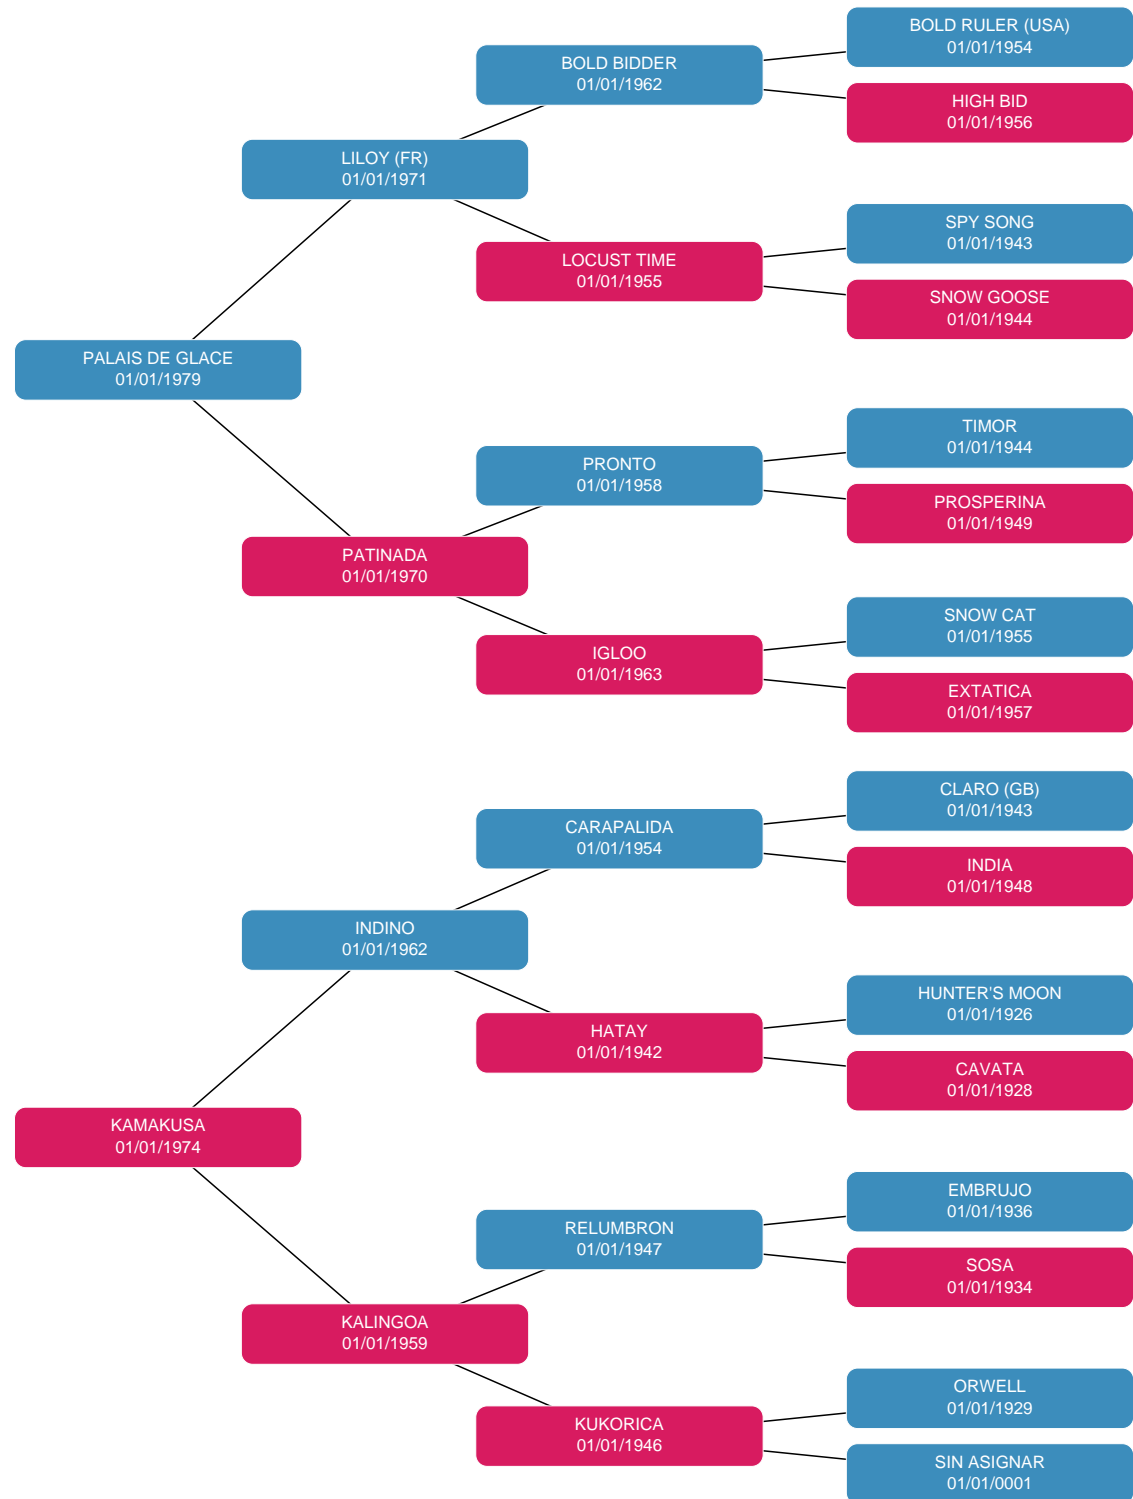 BOLD RULER (USA)
01/01/1954
BOLD BIDDER
01/01/1962
HIGH BID
01/01/1956
LILOY (FR)
01/01/1971
SPY SONG
01/01/1943
LOCUST TIME
01/01/1955
SNOW GOOSE
01/01/1944
PALAIS DE GLACE
01/01/1979
TIMOR
01/01/1944
PRONTO
01/01/1958
PROSPERINA
01/01/1949
PATINADA
01/01/1970
SNOW CAT
01/01/1955
IGLOO
01/01/1963
EXTATICA
01/01/1957
CLARO (GB)
01/01/1943
CARAPALIDA
01/01/1954
INDIA
01/01/1948
INDINO
01/01/1962
HUNTER'S MOON
01/01/1926
HATAY
01/01/1942
CAVATA
01/01/1928
KAMAKUSA
01/01/1974
EMBRUJO
01/01/1936
RELUMBRON
01/01/1947
SOSA
01/01/1934
KALINGOA
01/01/1959
ORWELL
01/01/1929
KUKORICA
01/01/1946
SIN ASIGNAR
01/01/0001